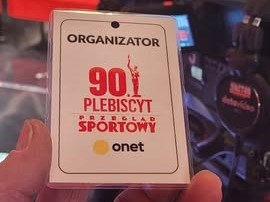 ORGANIZATOR
90.
PLEBISCYT
PRZEGLĄD
SPORTOWY
onet